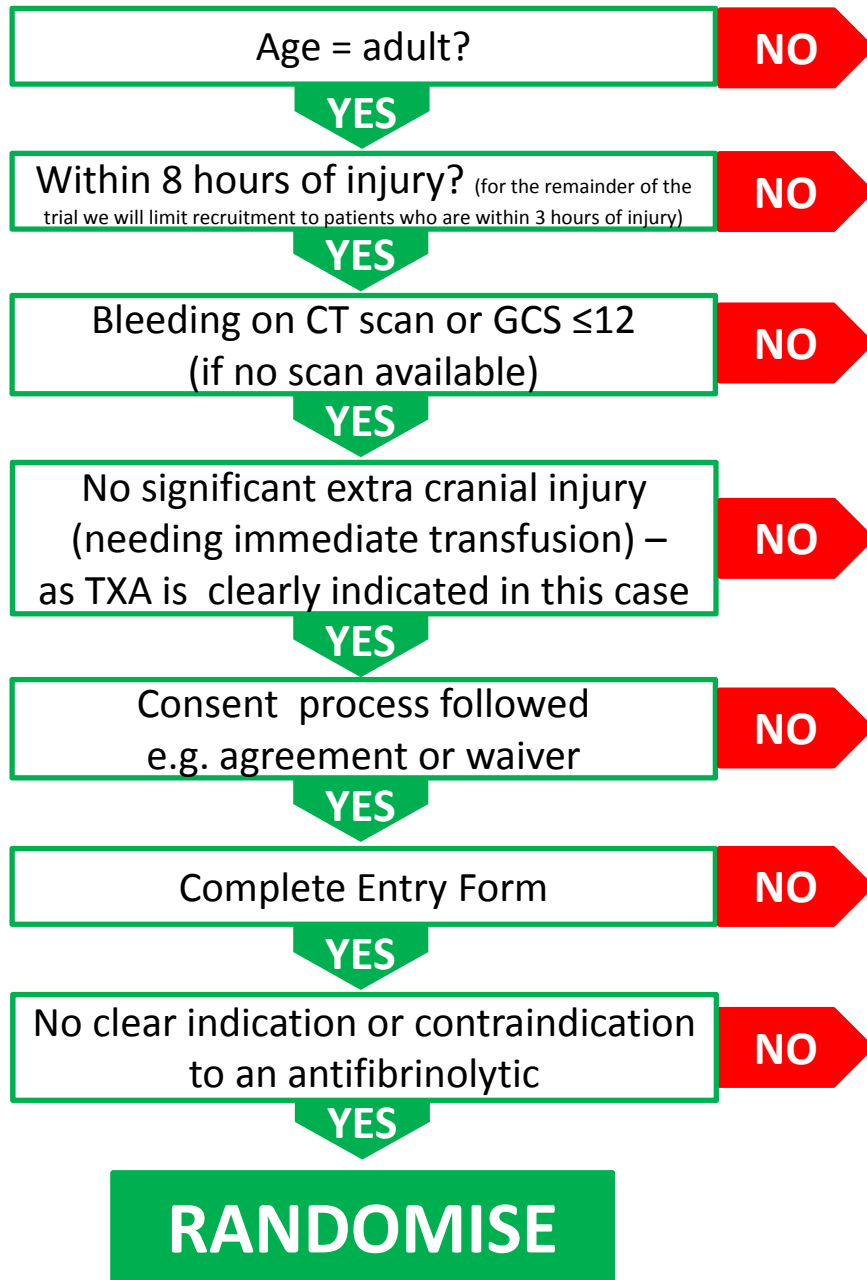 Age = adult?
NO
YES
Within 8 hours of injury? (for the remainder of the
trial we will limit recruitment to patients who are within 3 hours of injury)
NO
YES
Bleeding on CT scan or GCS ≤12
(if no scan available)
NO
YES
No significant extra cranial injury
(needing immediate transfusion) –
as TXA is clearly indicated in this case
NO
YES
Consent process followed
e.g. agreement or waiver
NO
YES
Complete Entry Form
NO
YES
No clear indication or contraindication
to an antifibrinolytic
NO
YES
RANDOMISE